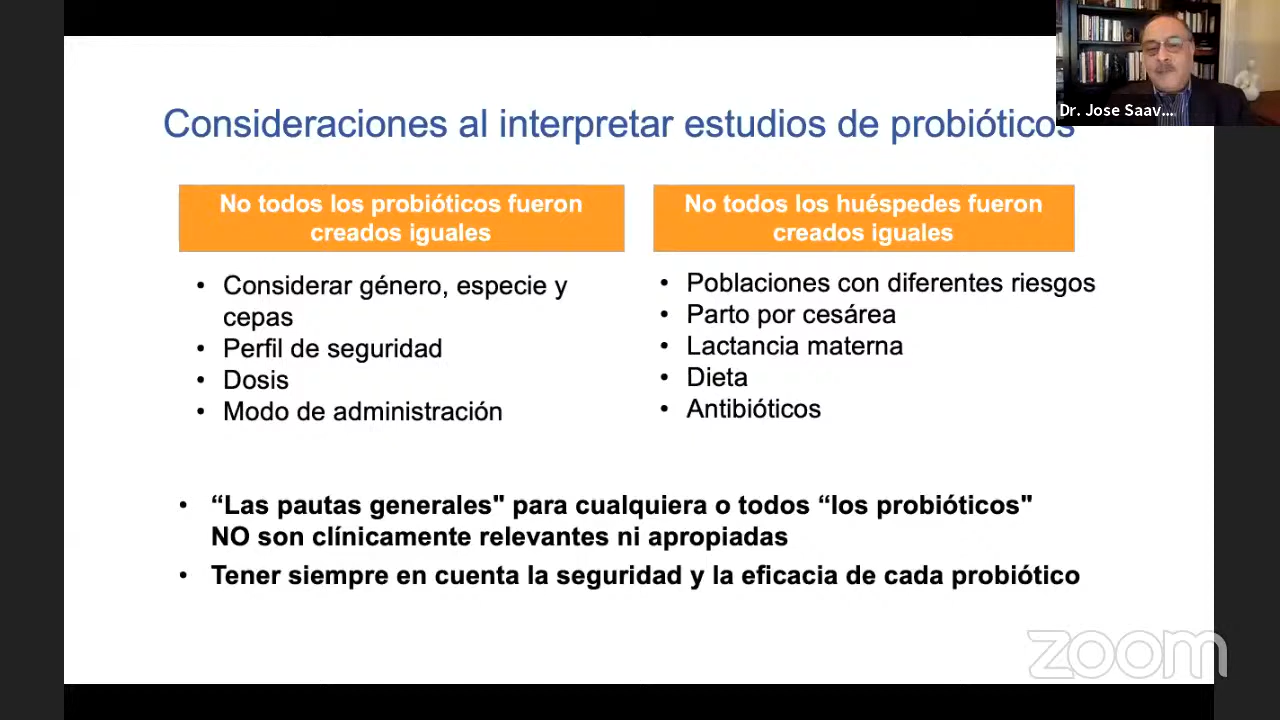 Dr. Jose Saav...
Consideraciones al interpretar estudios de probióticos
No todos los probióticos fueron
creados iguales
• Considerar género, especie y
cepas
• Perfil de seguridad
• Dosis
• Modo de administración
No todos los huéspedes fueron
creados iguales
• Poblaciones con diferentes riesgos
• Parto por cesárea
• Lactancia materna
• Dieta
• Antibióticos
• “Las pautas generales" para cualquiera o todos “los probióticos"
NO son clínicamente relevantes ni apropiadas
• Tener siempre en cuenta la seguridad y la eficacia de cada probiótico
zoom